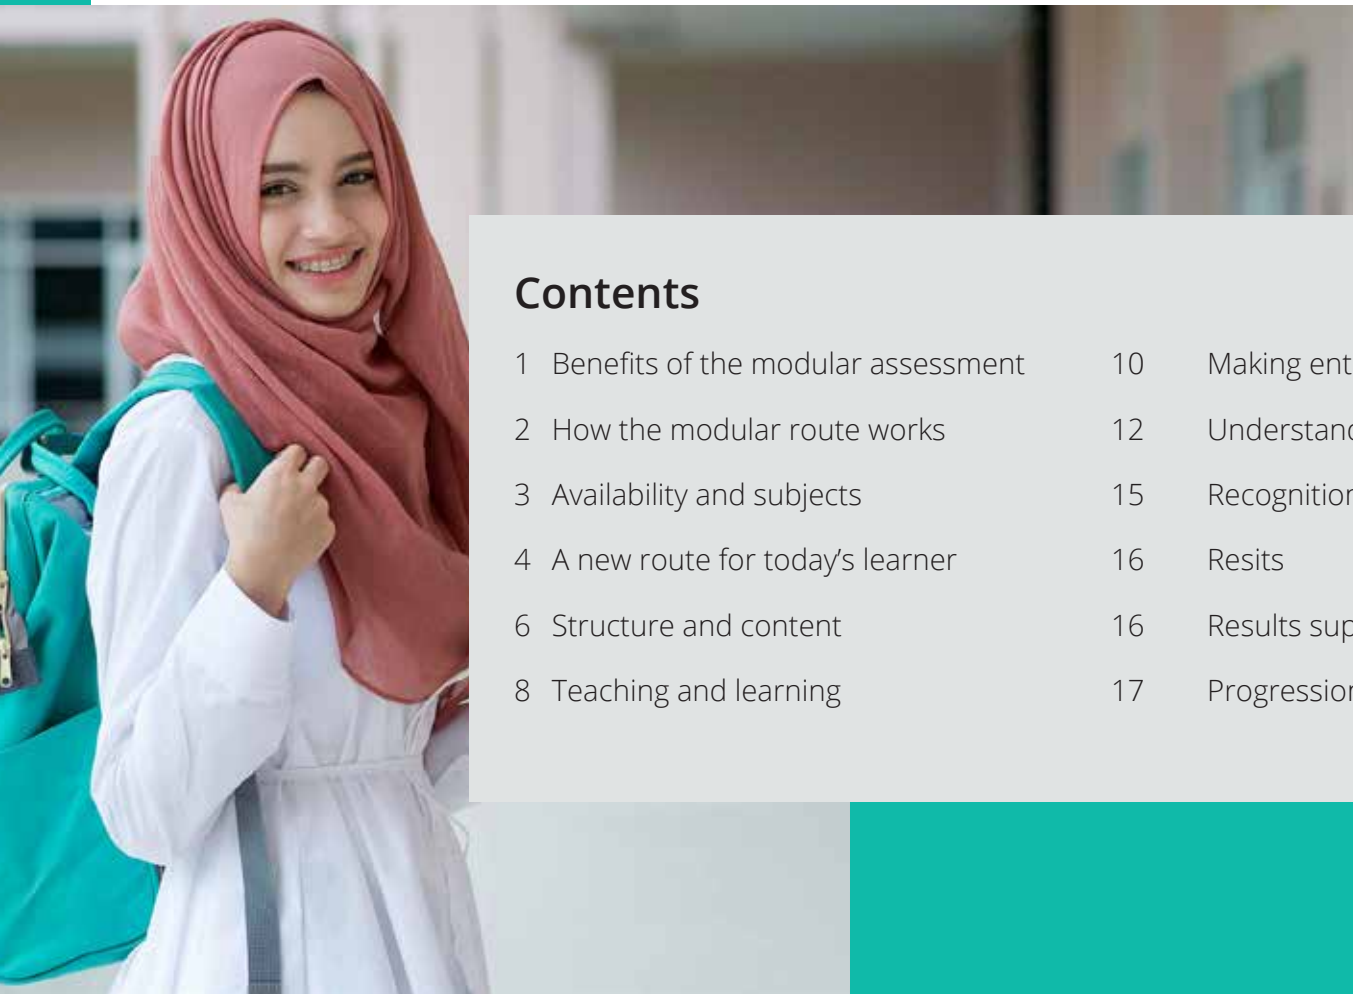 Contents
1 Benefits of the modular assessment
2 How the modular route works
3 Availability and subjects
4 A new route for today's learner
6 Structure and content
8 Teaching and learning
10 Making
12
15
16 Resits
16 Results
17